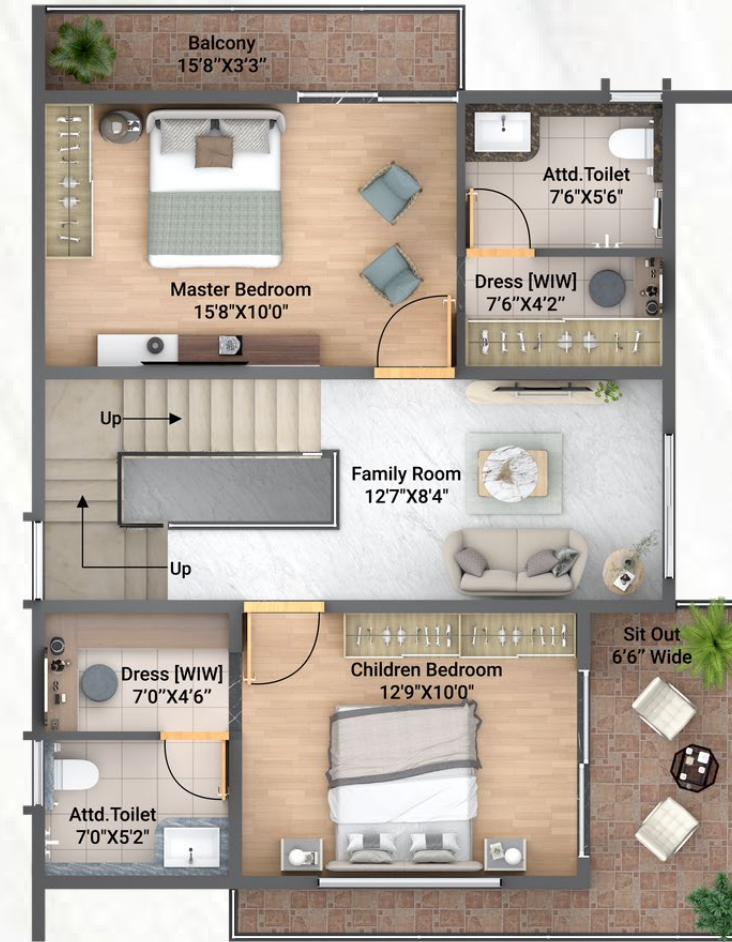 Balcony
15'8”X3'3”
Attd.Toilet
7'6"X5'6"
Dress [WIW]
7'6”X4'2”
Master Bedroom
15'8"X10'0"
Up
Family Room
12'7"X8'4"
Up
Sit Out
6'6” Wide
Dress [WIW]
7'0”X4'6”
Children Bedroom
12'9"X10'0"
Attd.Toilet
7'0"X5'2"